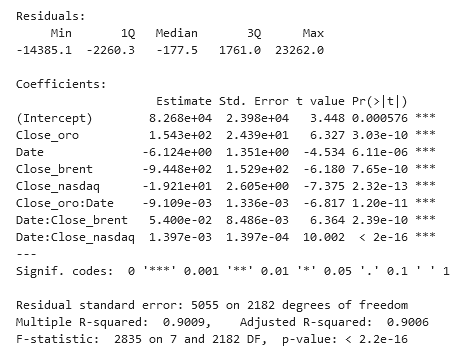 Residuals:
     Min       1Q   Median       3Q      Max
-14385.1  -2260.3   -177.5   1761.0  23262.0

Coefficients:
                    Estimate Std. Error t value Pr(>|t|)
(Intercept)        8.268e+04  2.398e+04   3.448 0.000576 ***
Close_oro          1.543e+02  2.439e+01   6.327 3.03e-10 ***
Date              -6.124e+00  1.351e+00  -4.534 6.11e-06 ***
Close_brent       -9.448e+02  1.529e+02  -6.180 7.65e-10 ***
Close_nasdaq      -1.921e+01  2.605e+00  -7.375 2.32e-13 ***
Close_oro:Date    -9.109e-03  1.336e-03  -6.817 1.20e-11 ***
Date:Close_brent   5.400e-02  8.486e-03   6.364 2.39e-10 ***
Date:Close_nasdaq  1.397e-03  1.397e-04  10.002  < 2e-16 ***
---
Signif. codes:  0 '***' 0.001 '**' 0.01 '*' 0.05 '.' 0.1 ' ' 1

Residual standard error: 5055 on 2182 degrees of freedom
Multiple R-squared:  0.9009,    Adjusted R-squared:  0.9006
F-statistic:  2835 on 7 and 2182 DF,  p-value: < 2.2e-16